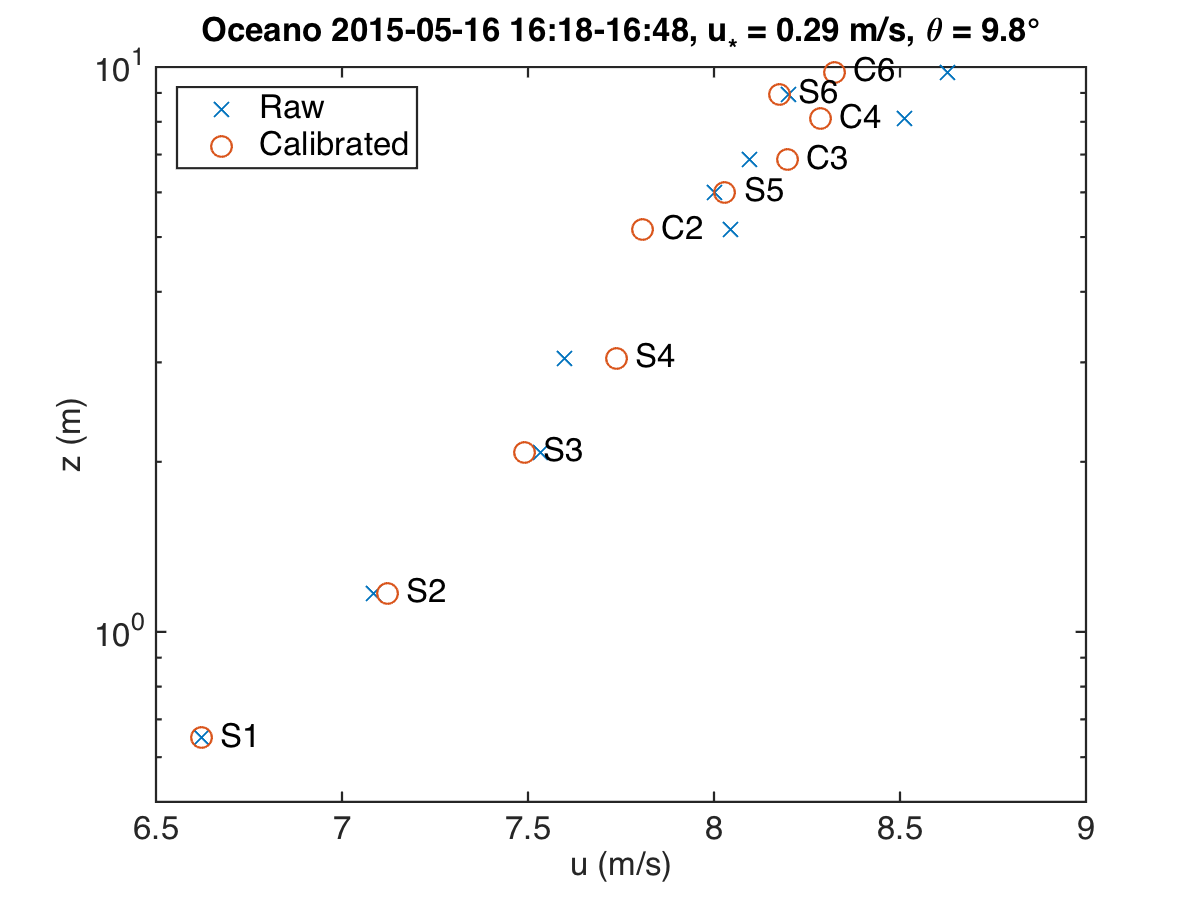 Oceano 2015-05-16 16:18-16:48, u* = 0.29 m/s, θ = 9.8°
10¹
Raw
Calibrated
C6
S6
C4
C3
S5
C2
S4
S3
z (m)
S2
10⁰
S1
6.5 7 7.5 8 8.5 9
u (m/s)